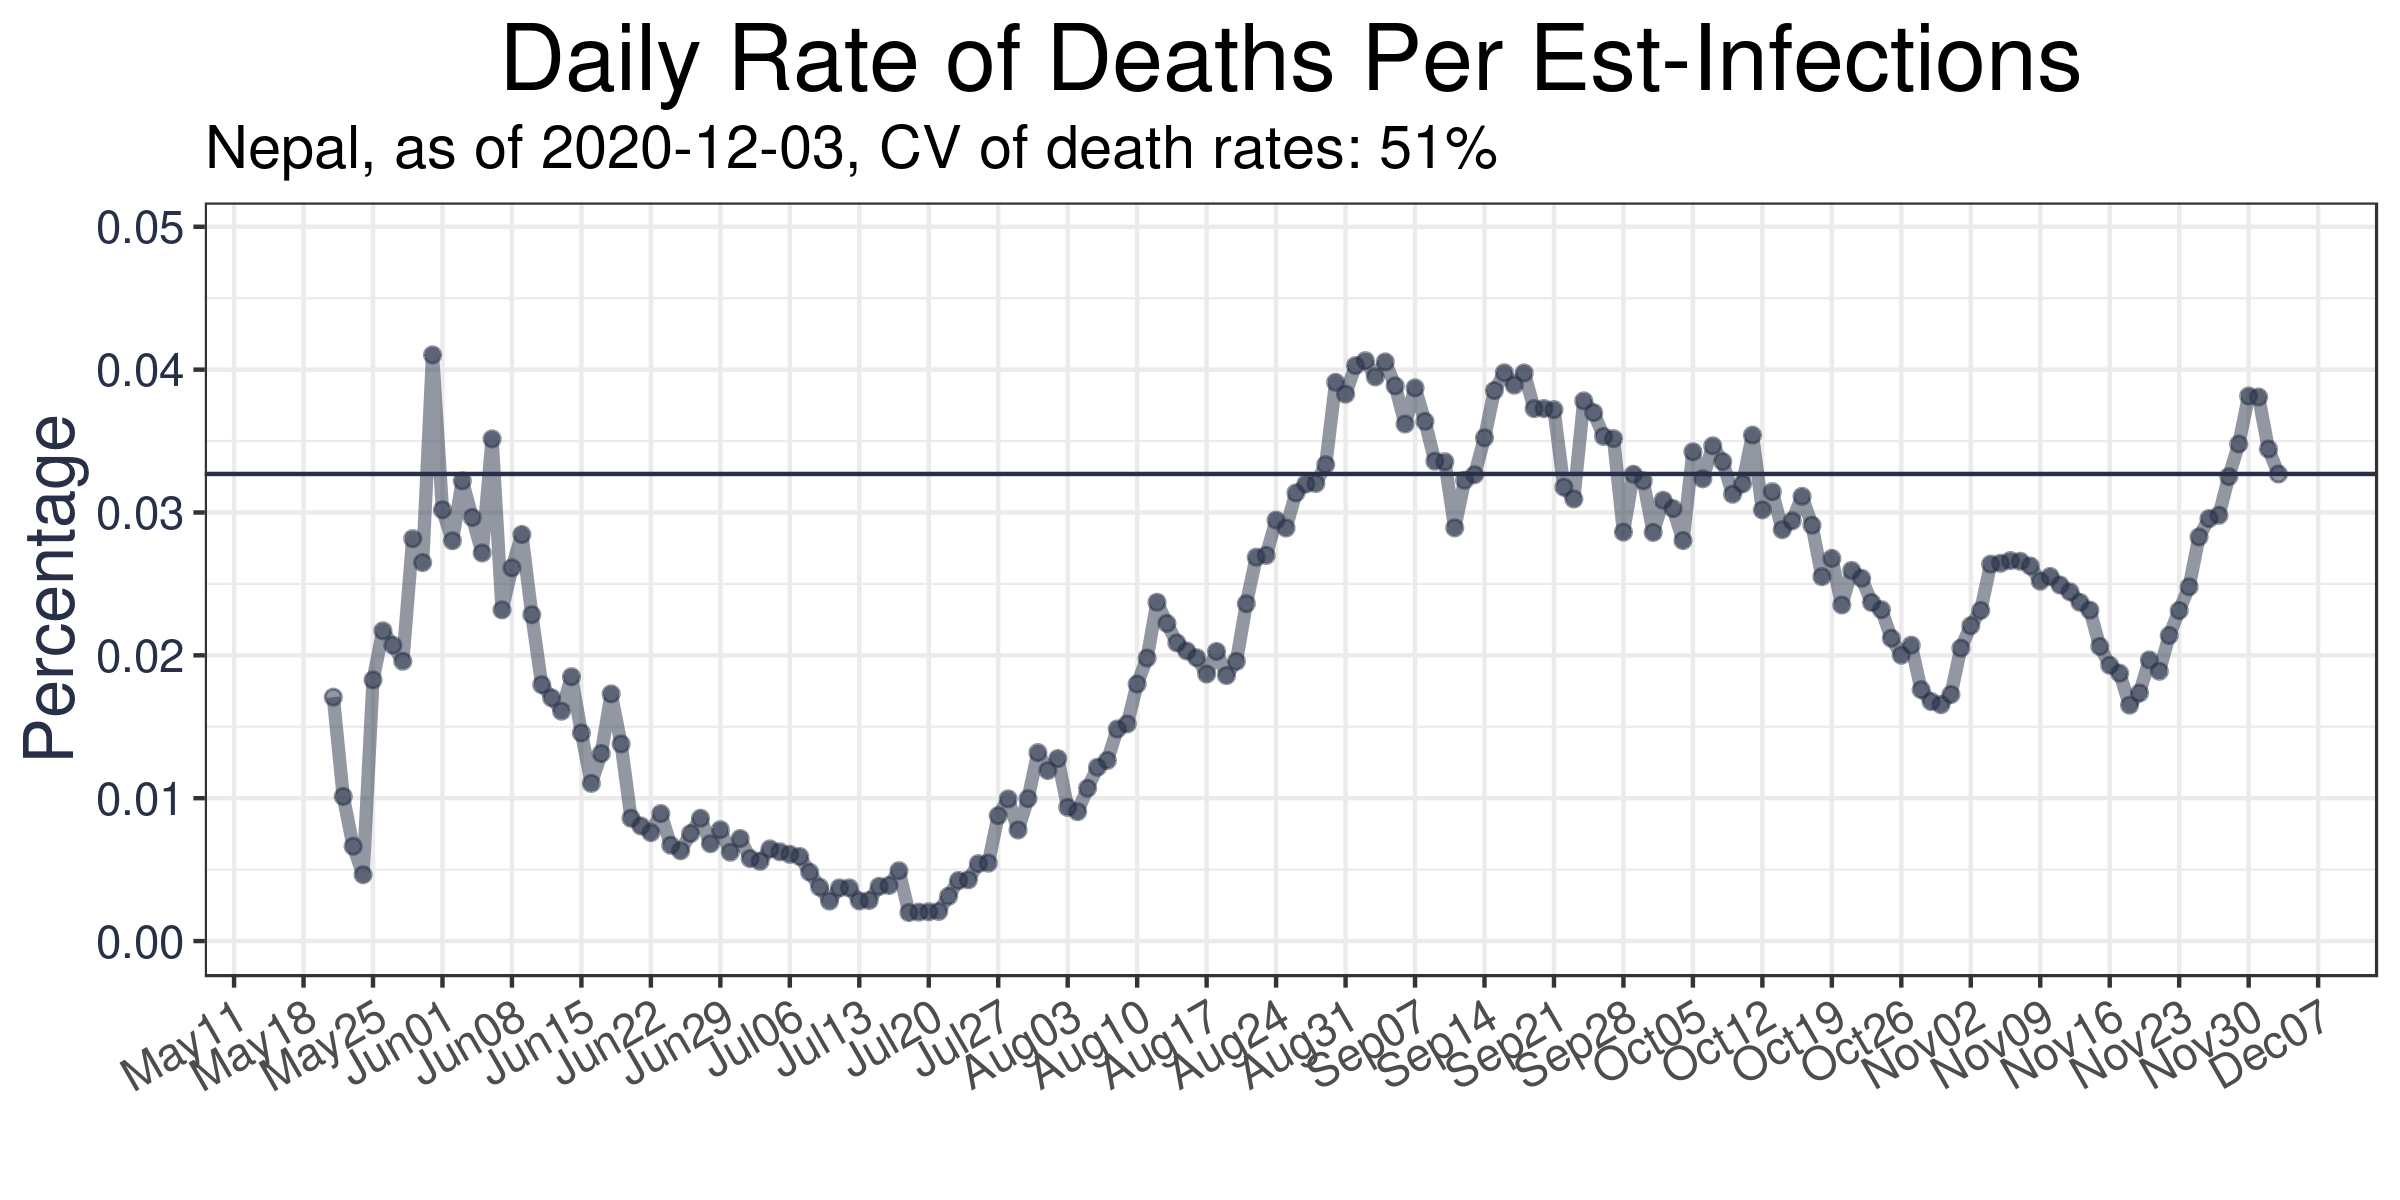 Daily Rate of Deaths Per Est-Infections
Nepal, as of 2020-12-03, CV of death rates: 51%
Percentage
0.05
0.04
0.03
0.02
0.01
0.00
May11
May18
May25
Jun01
Jun08
Jun15
Jun22
Jun29
Jul06
Jul13
Jul20
Jul27
Aug03
Aug10
Aug17
Aug24
Aug31
Sep07
Sep14
Sep21
Sep28
Oct05
Oct12
Oct19
Oct26
Nov02
Nov09
Nov16
Nov23
Nov30
Dec07